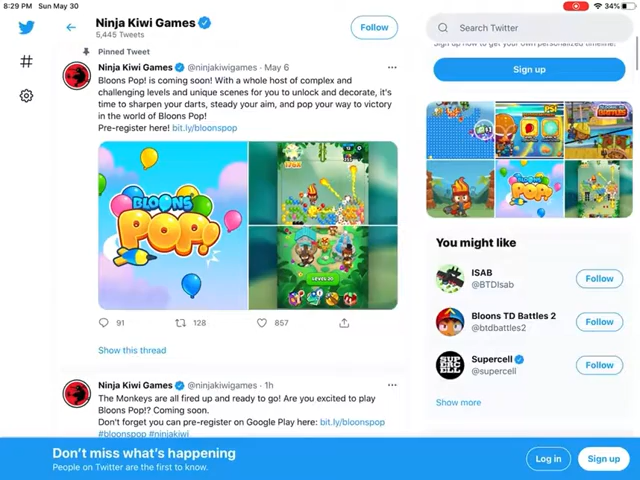 8:29 PM Sun May 30
34%
Ninja Kiwi Games
5,445 Tweets
Follow
Search Twitter
Sign up now to get your own personalized timeline!
Sign up
Pinned Tweet
Ninja Kiwi Games @ninjakiwigames · May 6
Bloons Pop! is coming soon! With a whole host of complex and
challenging levels and unique scenes for you to unlock and decorate, it's
time to sharpen your darts, steady your aim, and pop your way to victory
in the world of Bloons Pop!
Pre-register here! bit.ly/bloonspop
BLOONS
POP!
LEVEL 20
91
128
857
Show this thread
You might like
ISAB
@BTDIsab
Follow
Bloons TD Battles 2
@btdbattles2
Follow
SUP
ERC
ELL
Supercell
@supercell
Follow
Show more
Ninja Kiwi Games @ninjakiwigames · 1h
The Monkeys are all fired up and ready to go! Are you excited to play
Bloons Pop!? Coming soon.
Don't forget you can pre-register on Google Play here: bit.ly/bloonspop
#bloonspop #ninjakiwi
Don't miss what's happening
People on Twitter are the first to know.
Log in
Sign up